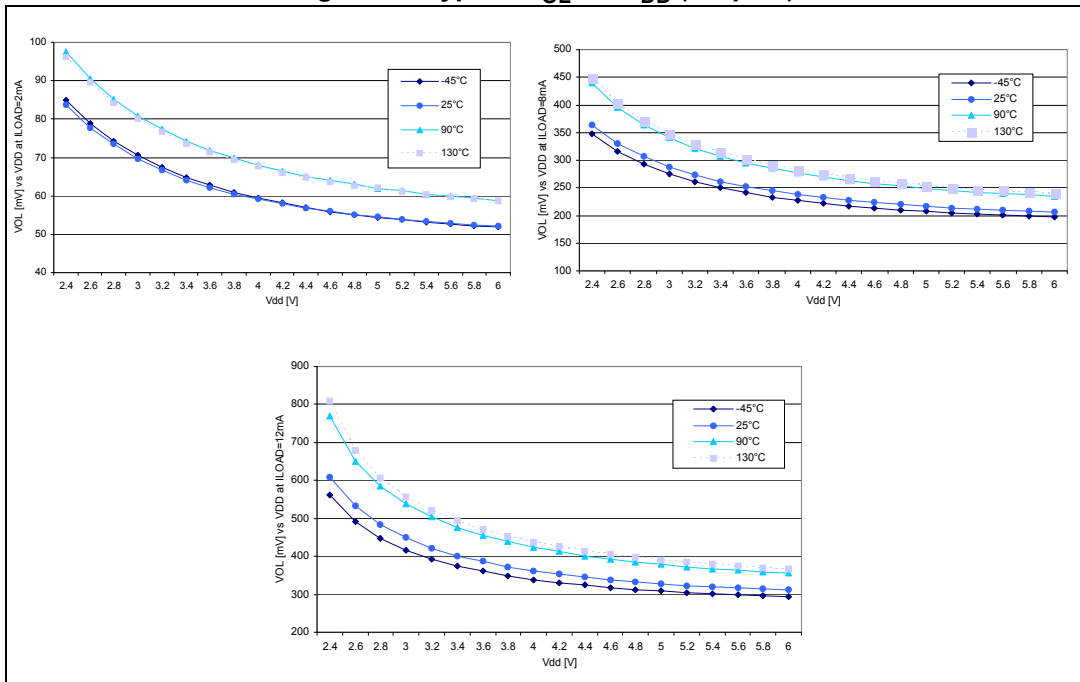 100
90
80
70
60
50
40
VOL [mV] vs VDD at ILOAD=2mA
-45°C
25°C
90°C
130°C
2.4 2.6 2.8 3 3.2 3.4 3.6 3.8 4 4.2 4.4 4.6 4.8 5 5.2 5.4 5.6 5.8 6
Vdd [V]
500
450
400
350
300
250
200
150
100
VOL [mV] vs VDD at ILOAD=8mA
-45°C
25°C
90°C
130°C
2.4 2.6 2.8 3 3.2 3.4 3.6 3.8 4 4.2 4.4 4.6 4.8 5 5.2 5.4 5.6 5.8 6
Vdd [V]
900
800
700
600
500
400
300
200
VOL [mV] vs VDD at ILOAD=12mA
-45°C
25°C
90°C
130°C
2.4 2.6 2.8 3 3.2 3.4 3.6 3.8 4 4.2 4.4 4.6 4.8 5 5.2 5.4 5.6 5.8 6
Vdd [V]